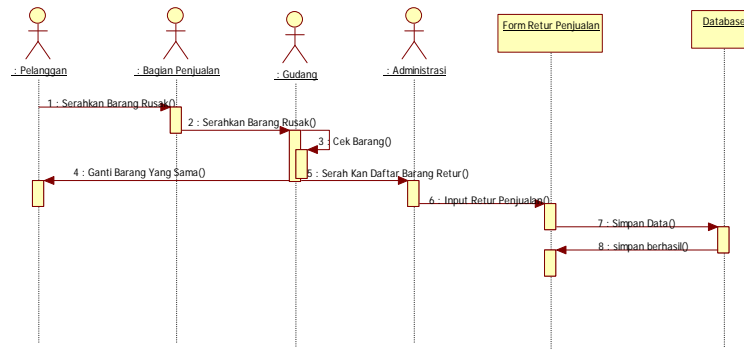 Form Retur Penjualan
Database
: Pelanggan
: Bagian Penjualan
: Gudang
: Administrasi
1 : Serahkan Barang Rusak()
2 : Serahkan Barang Rusak()
3 : Cek Barang()
4 : Ganti Barang Yang Sama()
5 : Serah Kan Daftar Barang Retur()
6 : Input Retur Penjualan()
7 : Simpan Data()
8 : simpan berhasil()